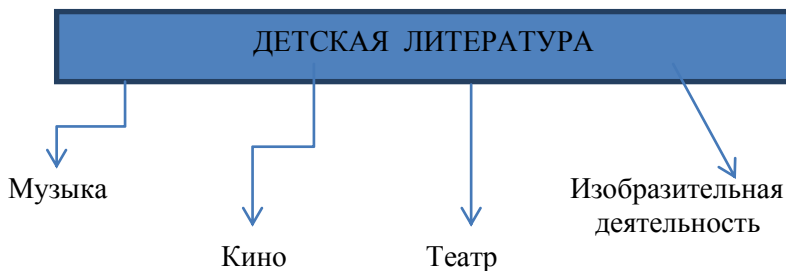 ДЕТСКАЯ ЛИТЕРАТУРА
Музыка
Изобразительная
деятельность
Кино
Театр